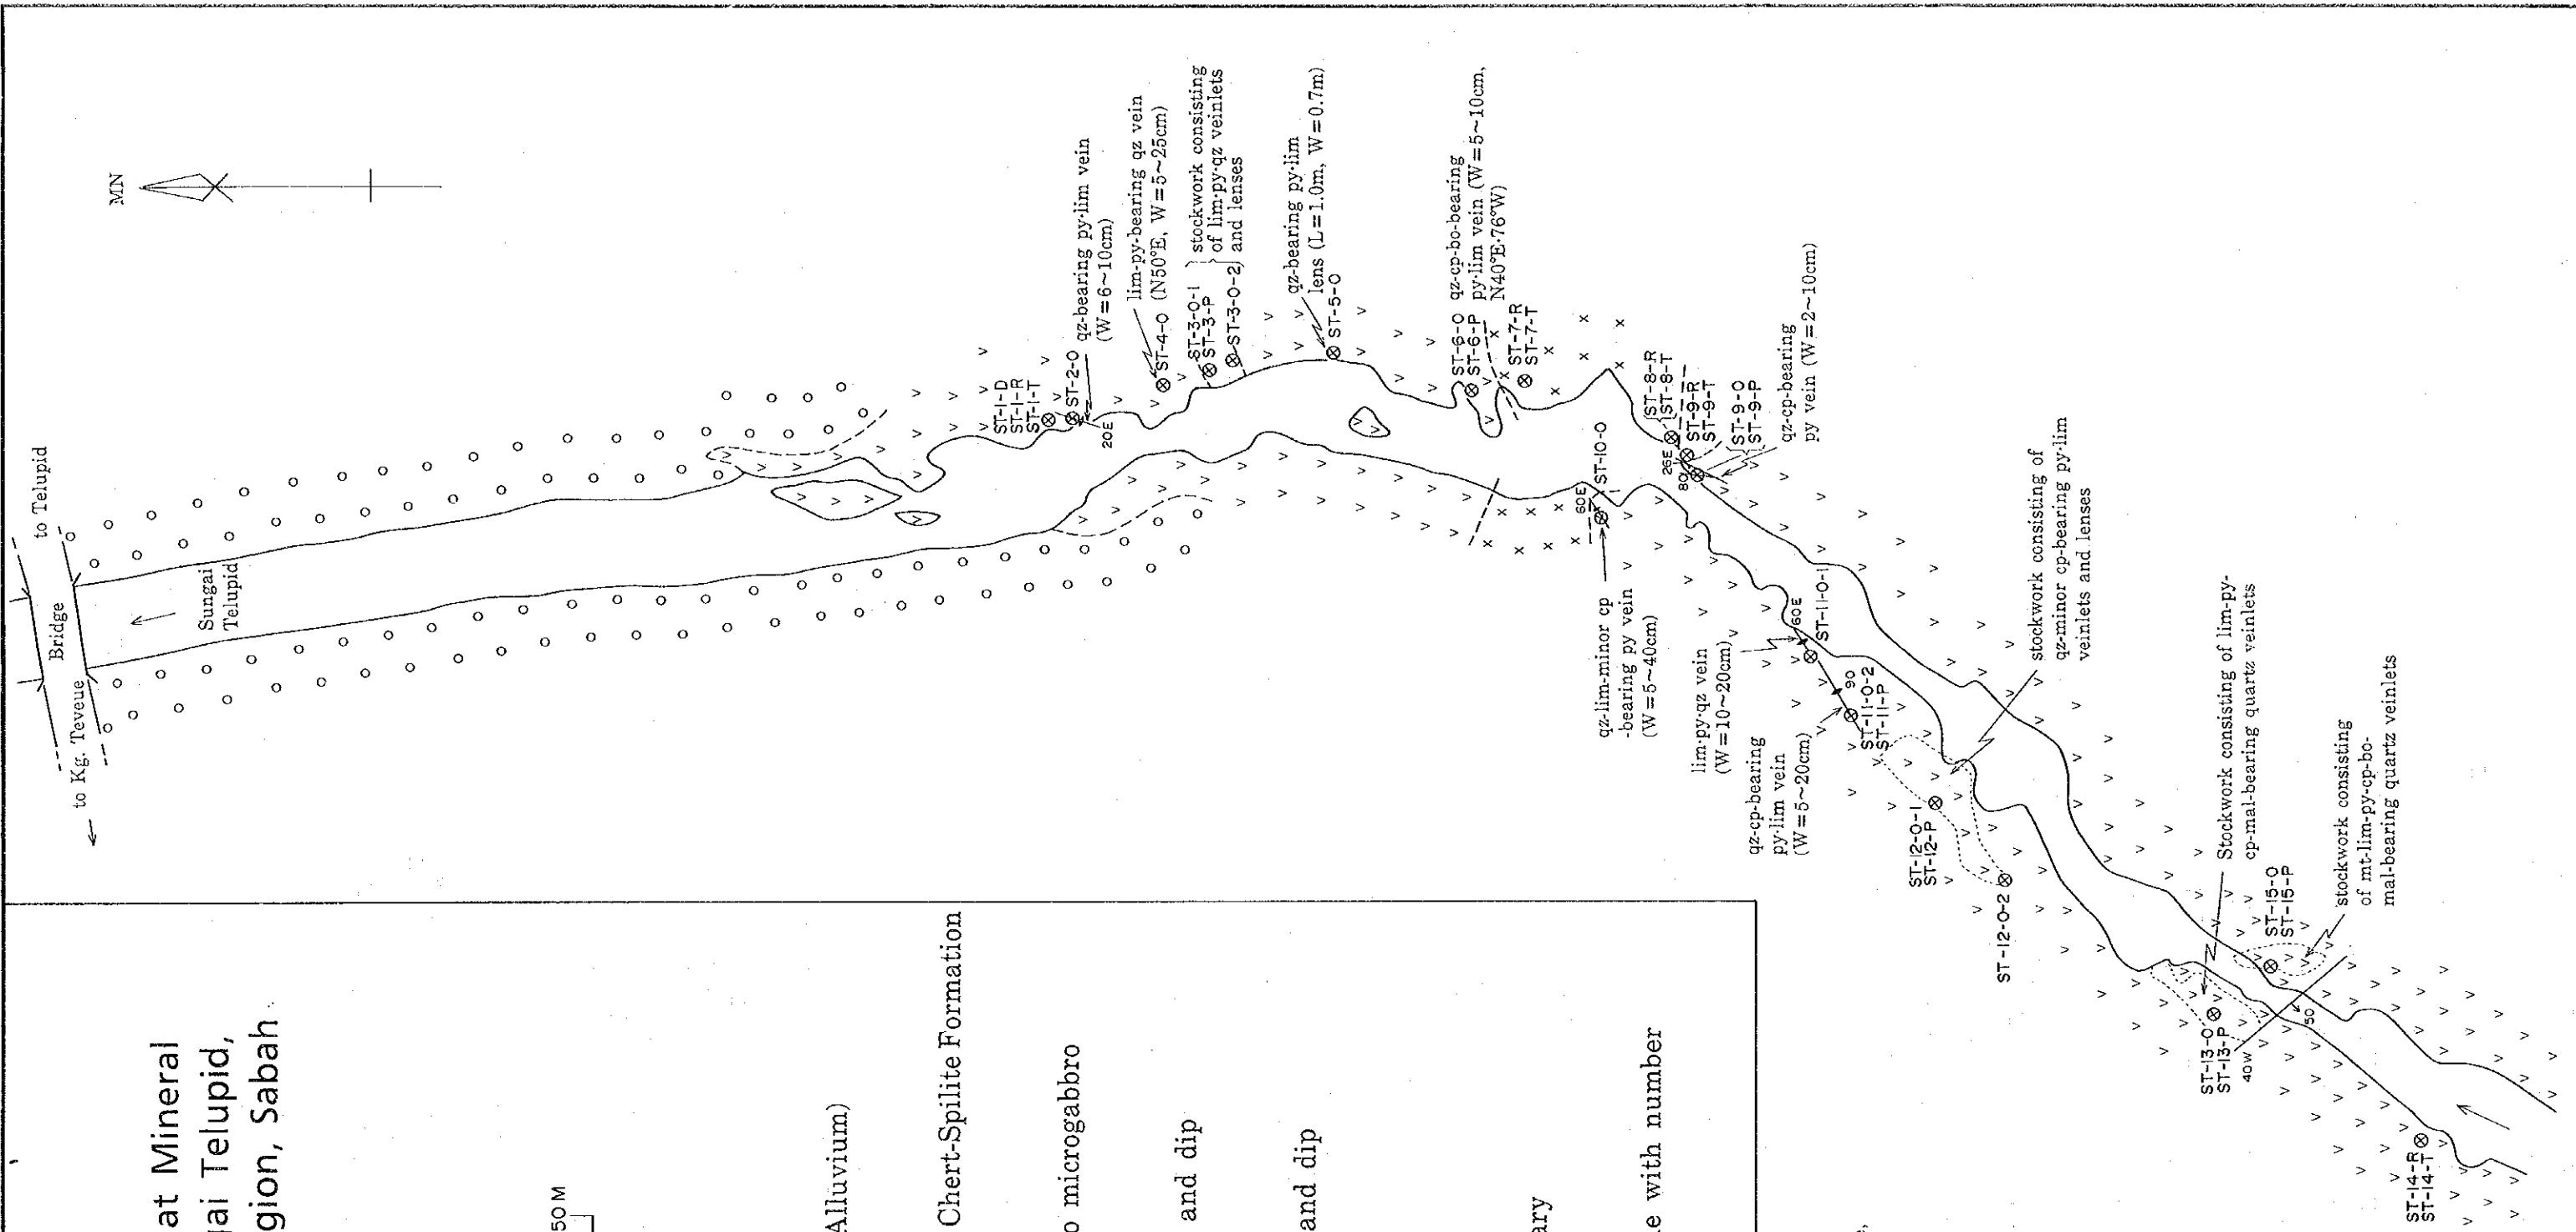 at Mineral
ai Telupid,
gion, Sabah
50 M
Alluvium)
Chert-Spilite Formation
o microgabbro
and dip
and dip
ary
e with number
MN
to Telupid
Bridge
to Kg. Teveue
Sungai
Telupid
ST-1-D
ST-1-R
ST-1-T
ST-2-O
20E
qz-bearing py·lim vein
(W=6~10cm)
lim-py-bearing qz vein
ST-4-O (N50°E, W=5~25cm)
ST-3-O-1
ST-3-P
ST-3-O-2
stockwork consisting
of lim·py·qz veinlets
and lenses
qz-bearing py·lim
lens (L=1.0m, W=0.7m)
ST-5-O
ST-6-O
ST-6-P
qz-cp-bo-bearing
py·lim vein (W=5~10cm,
N40°E·76°W)
ST-7-R
ST-7-T
ST-8-R
ST-8-T
26E
ST-9-R
ST-9-T
80
ST-9-O
ST-9-P
qz-cp-bearing
py vein (W=2~10cm)
60E
ST-10-O
qz-lim-minor cp
-bearing py vein
(W=5~40cm)
lim·py·qz vein
(W=10~20cm)
60E
ST-11-O-1
90
ST-11-O-2
ST-11-P
qz-cp-bearing
py·lim vein
(W=5~20cm)
stockwork consisting of
qz-minor cp-bearing py·lim
veinlets and lenses
ST-12-O-1
ST-12-P
ST-12-O-2
Stockwork consisting of lim-py-
cp-mal-bearing quartz veinlets
ST-13-O
ST-13-P
40W
50
ST-15-O
ST-15-P
stockwork consisting
of mt-lim-py-cp-bo-
mal-bearing quartz veinlets
ST-14-R
ST-14-T